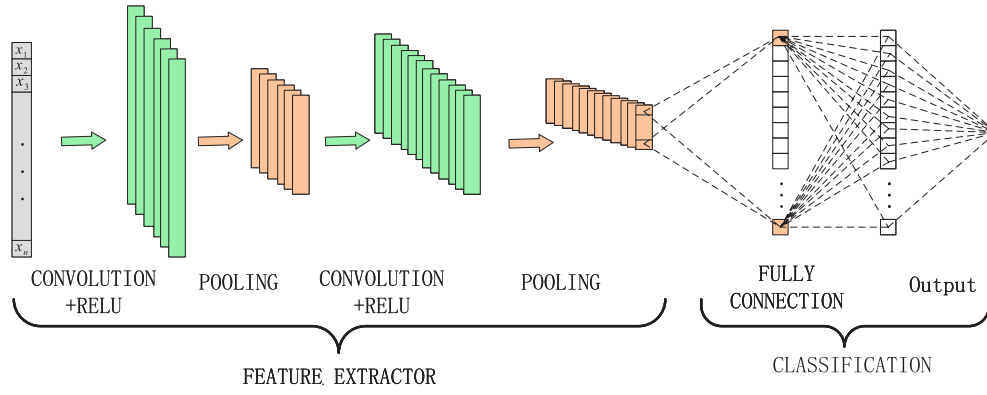 x1
x2
x3
xn
CONVOLUTION
+RELU
POOLING
CONVOLUTION
+RELU
POOLING
FULLY
CONNECTION
Output
FEATURE EXTRACTOR
CLASSIFICATION